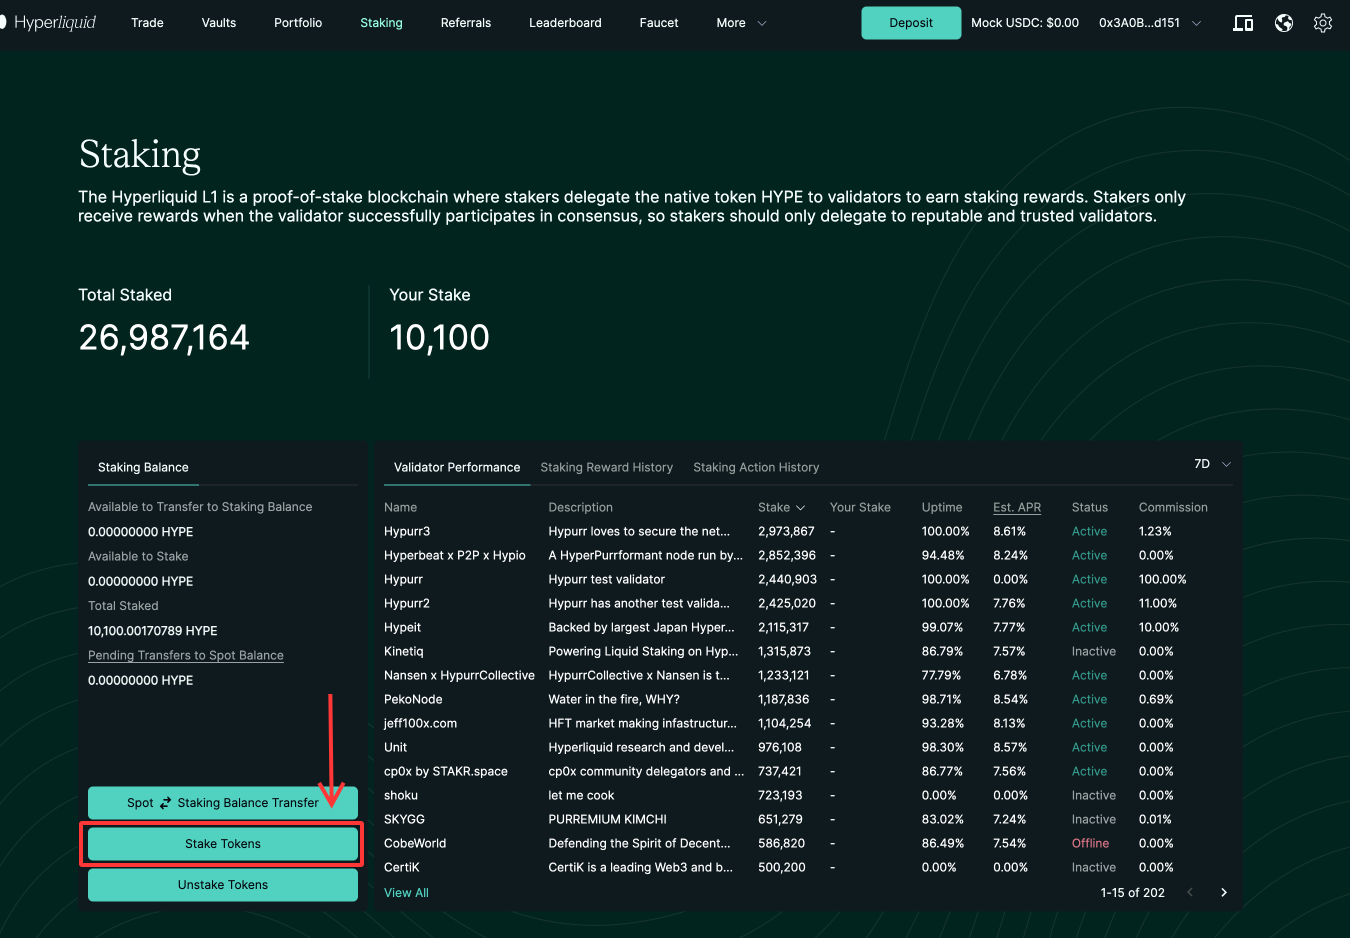 Hyperliquid Trade Vaults Portfolio Staking Referrals Leaderboard Faucet More Deposit Mock USDC: $0.00 0x3A0B...d151
Staking
The Hyperliquid L1 is a proof-of-stake blockchain where stakers delegate the native token HYPE to validators to earn staking rewards. Stakers only
receive rewards when the validator successfully participates in consensus, so stakers should only delegate to reputable and trusted validators.
Total Staked
26,987,164
Your Stake
10,100
Staking Balance
Available to Transfer to Staking Balance
0.00000000 HYPE
Available to Stake
0.00000000 HYPE
Total Staked
10,100.00170789 HYPE
Pending Transfers to Spot Balance
0.00000000 HYPE
Spot Staking Balance Transfer
Stake Tokens
Unstake Tokens
Validator Performance Staking Reward History Staking Action History 7D
Name Description Stake Your Stake Uptime Est. APR Status Commission
Hypurr3 Hypurr loves to secure the net... 2,973,867 - 100.00% 8.61% Active 1.23%
Hyperbeat x P2P x Hypio A HyperPurrformant node run by... 2,852,396 - 94.48% 8.24% Active 0.00%
Hypurr Hypurr test validator 2,440,903 - 100.00% 0.00% Active 100.00%
Hypurr2 Hypurr has another test valida... 2,425,020 - 100.00% 7.76% Active 11.00%
Hypeit Backed by largest Japan Hyper... 2,115,317 - 99.07% 7.77% Active 10.00%
Kinetiq Powering Liquid Staking on Hyp... 1,315,873 - 86.79% 7.57% Inactive 0.00%
Nansen x HypurrCollective HypurrCollective x Nansen is t... 1,233,121 - 77.79% 6.78% Active 0.00%
PekoNode Water in the fire, WHY? 1,187,836 - 98.71% 8.54% Active 0.69%
jeff100x.com HFT market making infastructur... 1,104,254 - 93.28% 8.13% Active 0.00%
Unit Hyperliquid research and devel... 976,108 - 98.30% 8.57% Active 0.00%
cp0x by STAKR.space cp0x community delegators and ... 737,421 - 86.77% 7.56% Active 0.00%
shoku let me cook 723,193 - 0.00% 0.00% Inactive 0.00%
SKYGG PURREMIUM KIMCHI 651,279 - 83.02% 7.24% Inactive 0.01%
CobeWorld Defending the Spirit of Decent... 586,820 - 86.49% 7.54% Offline 0.00%
CertiK CertiK is a leading Web3 and b... 500,200 - 0.00% 0.00% Inactive 0.00%
View All 1-15 of 202